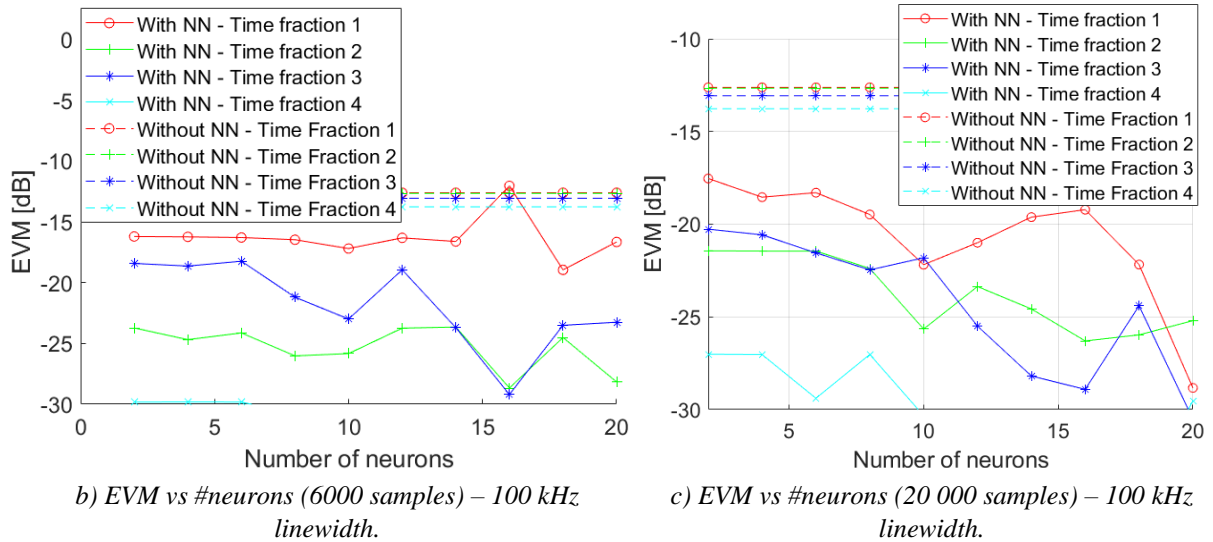 0
-5
-10
-15
-20
-25
-30
EVM [dB]
With NN - Time fraction 1
With NN - Time fraction 2
With NN - Time fraction 3
With NN - Time fraction 4
Without NN - Time Fraction 1
Without NN - Time Fraction 2
Without NN - Time Fraction 3
Without NN - Time Fraction 4
0 5 10 15 20
Number of neurons
b) EVM vs #neurons (6000 samples) – 100 kHz
linewidth.
-10
-15
-20
-25
-30
EVM [dB]
With NN - Time fraction 1
With NN - Time fraction 2
With NN - Time fraction 3
With NN - Time fraction 4
Without NN - Time Fraction 1
Without NN - Time Fraction 2
Without NN - Time Fraction 3
Without NN - Time Fraction 4
5 10 15 20
Number of neurons
c) EVM vs #neurons (20 000 samples) – 100 kHz
linewidth.